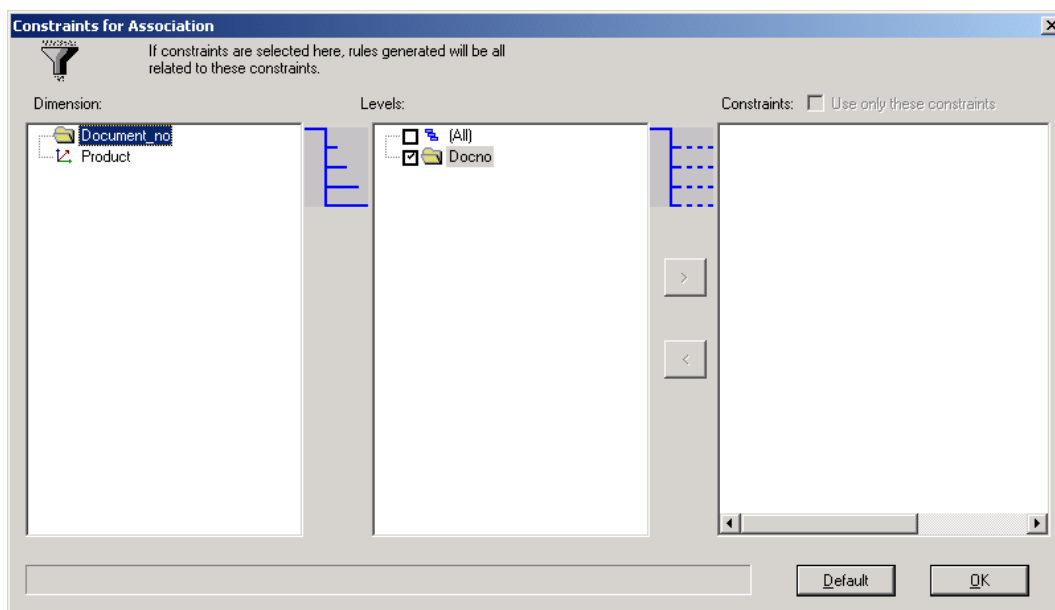 Constraints for Association
If constraints are selected here, rules generated will be all
related to these constraints.
Dimension:
Levels:
Constraints:
Use only these constraints
Document_no
Product
(All)
Docno
>
<
Default
OK